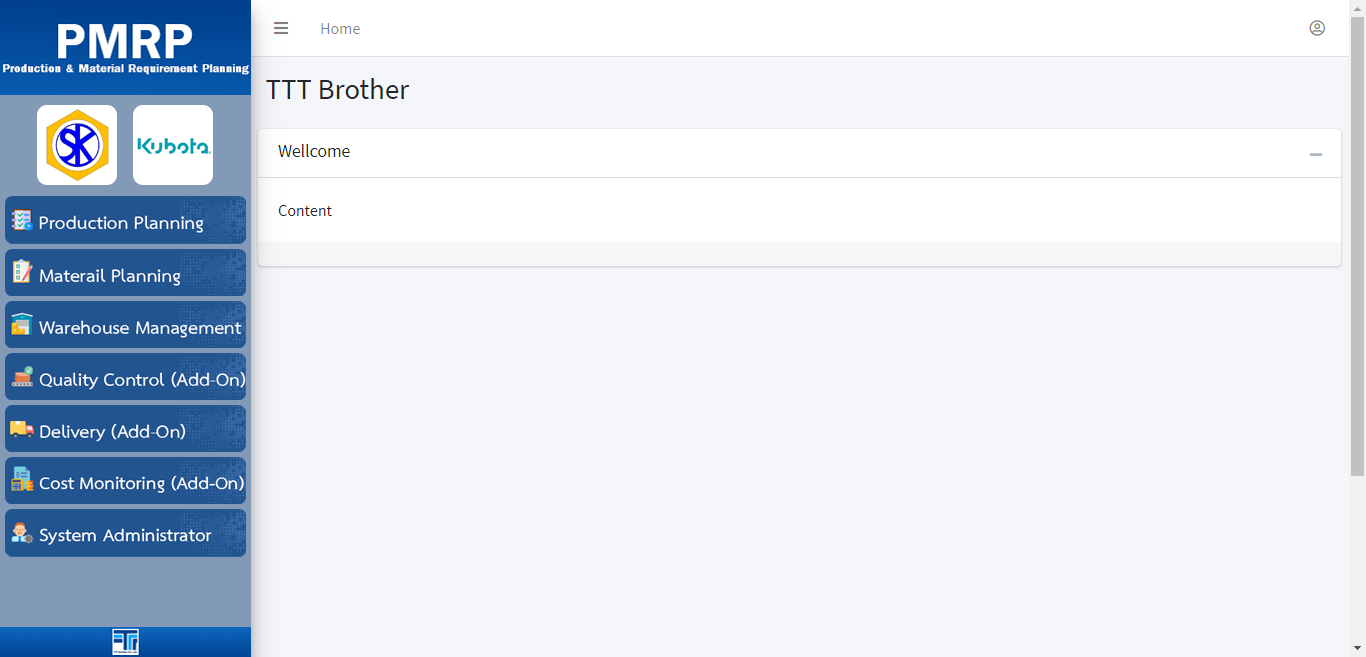 PMRP
Production & Material Requirement Planning
SK
Kubota
Production Planning
Materail Planning
Warehouse Management
Quality Control (Add-On)
Delivery (Add-On)
Cost Monitoring (Add-On)
System Administrator
Home
TTT Brother
Wellcome
Content